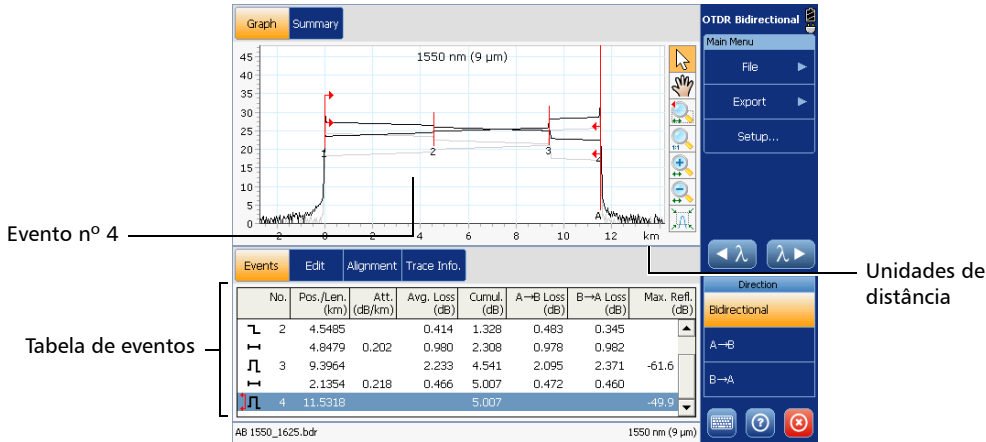 Graph Summary
1550 nm (9 µm)
45
40
35
30
25
20
15
10
5
0
1
2
3
A
2 0 2 4 6 8 10 12 km
1:1
Evento nº 4
Unidades de distância
Tabela de eventos
Events Edit Alignment Trace Info.
No. Pos./Len. (km) Att. (dB/km) Avg. Loss (dB) Cumul. (dB) A→B Loss (dB) B→A Loss (dB) Max. Refl. (dB)
2 4.5485 0.414 1.328 0.483 0.345
4.8479 0.202 0.980 2.308 0.978 0.982
3 9.3964 2.233 4.541 2.095 2.371 -61.6
2.1354 0.218 0.466 5.007 0.472 0.460
4 11.5318 5.007 -49.9
AB 1550_1625.bdr 1550 nm (9 µm)
OTDR Bidirectional
Main Menu
File
Export
Setup...
λ λ
Direction
Bidirectional
A→B
B→A